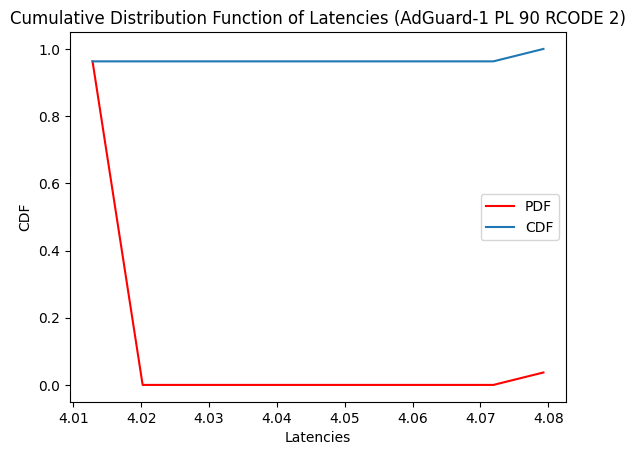 Cumulative Distribution Function of Latencies (AdGuard-1 PL 90 RCODE 2)
CDF
1.0
0.8
0.6
0.4
0.2
0.0
PDF
CDF
4.01 4.02 4.03 4.04 4.05 4.06 4.07 4.08
Latencies